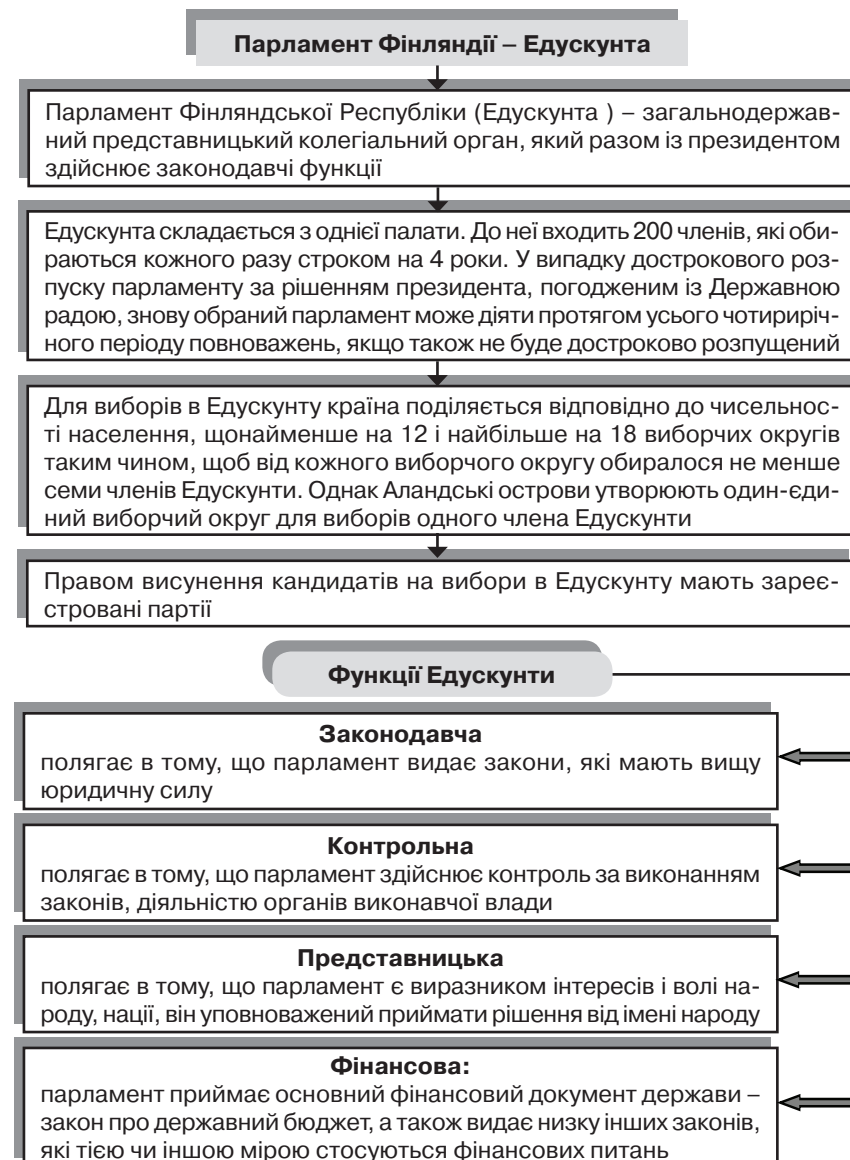 Парламент Фінляндії – Едускунта
Парламент Фінляндської Республіки (Едускунта ) – загальнодержав-
ний представницький колегіальний орган, який разом із президентом
здійснює законодавчі функції
Едускунта складається з однієї палати. До неї входить 200 членів, які оби-
раються кожного разу строком на 4 роки. У випадку дострокового роз-
пуску парламенту за рішенням президента, погодженим із Державною
радою, знову обраний парламент може діяти протягом усього чотириріч-
ного періоду повноважень, якщо також не буде достроково розпущений
Для виборів в Едускунту країна поділяється відповідно до чисельнос-
ті населення, щонайменше на 12 і найбільше на 18 виборчих округів
таким чином, щоб від кожного виборчого округу обиралося не менше
семи членів Едускунти. Однак Аландські острови утворюють один-єди-
ний виборчий округ для виборів одного члена Едускунти
Правом висунення кандидатів на вибори в Едускунту мають зареє-
стровані партії
Функції Едускунти
Законодавча
полягає в тому, що парламент видає закони, які мають вищу
юридичну силу
Контрольна
полягає в тому, що парламент здійснює контроль за виконанням
законів, діяльністю органів виконавчої влади
Представницька
полягає в тому, що парламент є виразником інтересів і волі на-
роду, нації, він уповноважений приймати рішення від імені народу
Фінансова:
парламент приймає основний фінансовий документ держави –
закон про державний бюджет, а також видає низку інших законів,
які тією чи іншою мірою стосуються фінансових питань